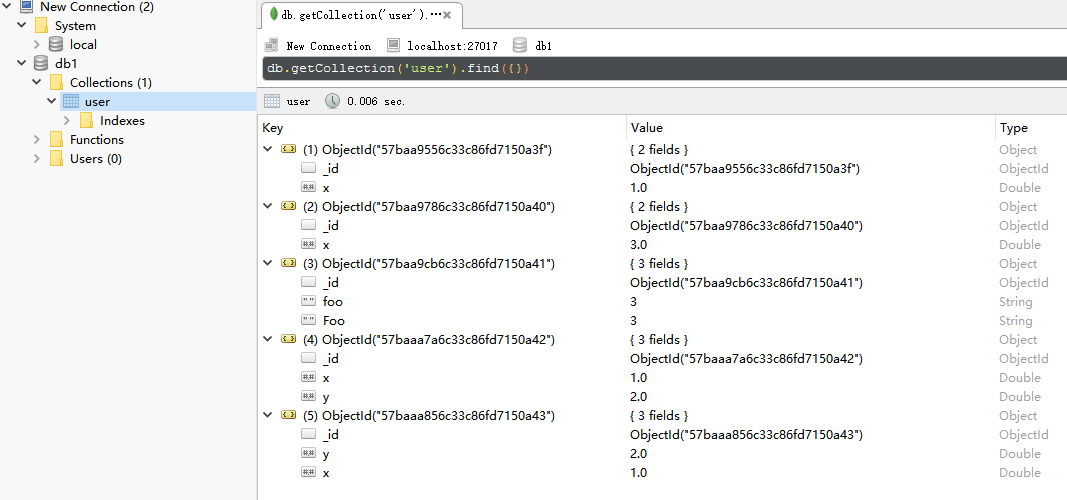 New Connection (2)
System
local
db1
Collections (1)
user
Indexes
Functions
Users (0)
db.getCollection('user').⋯
New Connection localhost:27017 db1
db.getCollection('user').find({})
user 0.006 sec.
Key Value Type
(1) ObjectId("57baa9556c33c86fd7150a3f") { 2 fields } Object
_id ObjectId("57baa9556c33c86fd7150a3f") ObjectId
x 1.0 Double
(2) ObjectId("57baa9786c33c86fd7150a40") { 2 fields } Object
_id ObjectId("57baa9786c33c86fd7150a40") ObjectId
x 3.0 Double
(3) ObjectId("57baa9cb6c33c86fd7150a41") { 3 fields } Object
_id ObjectId("57baa9cb6c33c86fd7150a41") ObjectId
" " foo 3 String
" " Foo 3 String
(4) ObjectId("57baaa7a6c33c86fd7150a42") { 3 fields } Object
_id ObjectId("57baaa7a6c33c86fd7150a42") ObjectId
x 1.0 Double
y 2.0 Double
(5) ObjectId("57baaa856c33c86fd7150a43") { 3 fields } Object
_id ObjectId("57baaa856c33c86fd7150a43") ObjectId
y 2.0 Double
x 1.0 Double